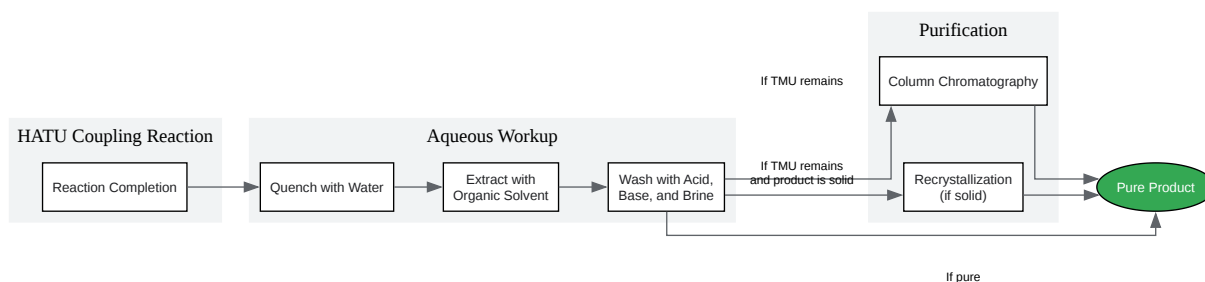 Purification
If TMU remains
Column Chromatography
HATU Coupling Reaction
Aqueous Workup
Reaction Completion
Quench with Water
Extract with
Organic Solvent
Wash with Acid,
Base, and Brine
If TMU remains
and product is solid
Recrystallization
(if solid)
Pure Product
If pure